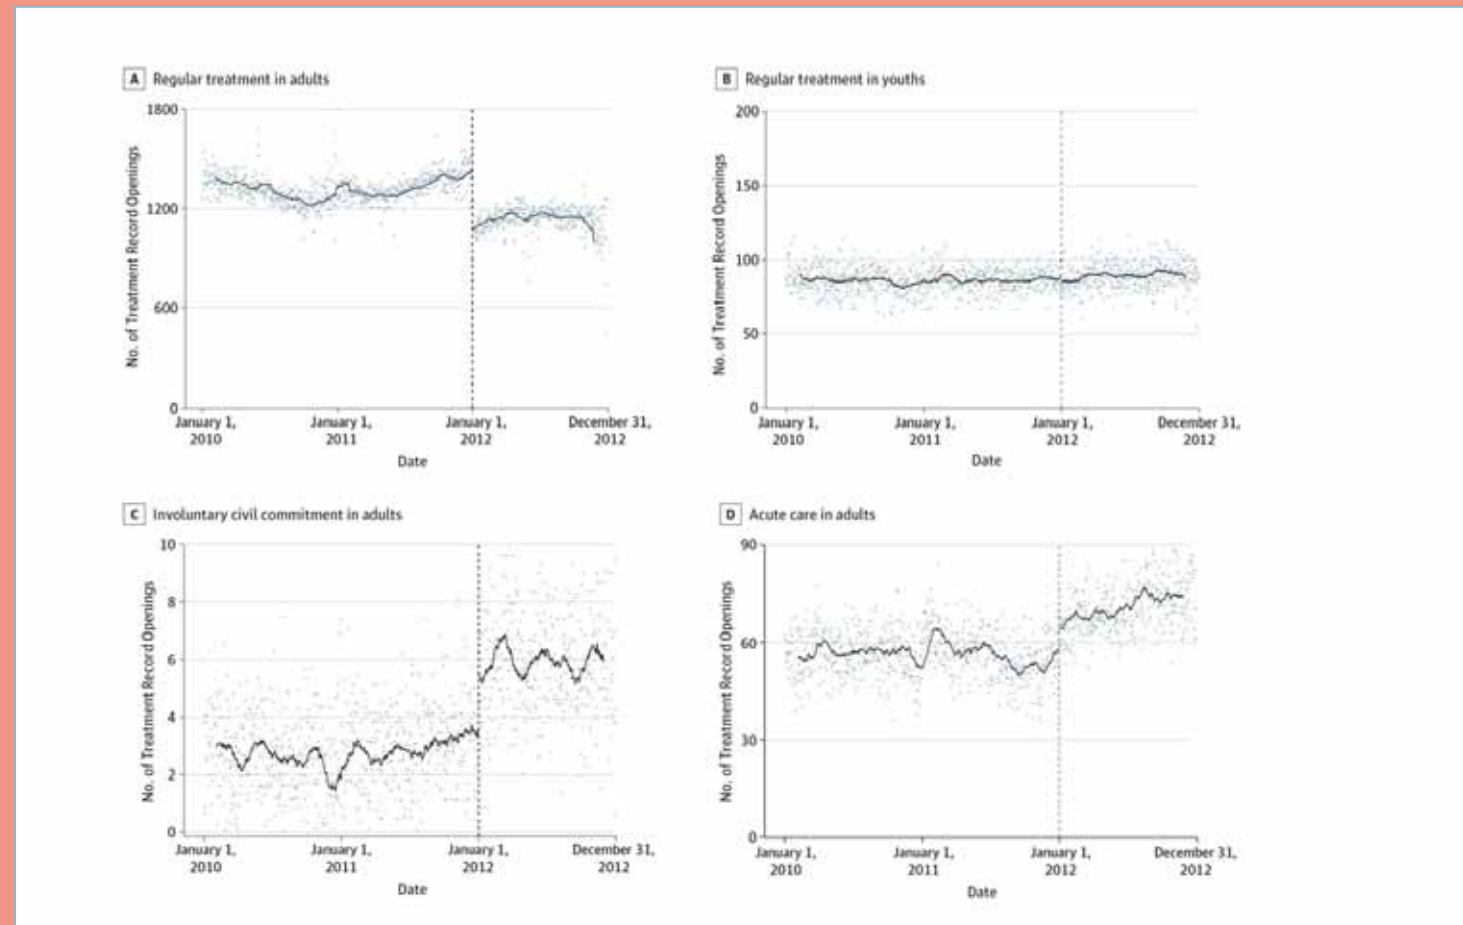 A Regular treatment in adults
No. of Treatment Record Openings
1800
1200
600
0
January 1,
2010
January 1,
2011
January 1,
2012
December 31,
2012
Date
B Regular treatment in youths
No. of Treatment Record Openings
200
150
100
50
0
January 1,
2010
January 1,
2011
January 1,
2012
December 31,
2012
Date
C Involuntary civil commitment in adults
No. of Treatment Record Openings
10
8
6
4
2
0
January 1,
2010
January 1,
2011
January 1,
2012
December 31,
2012
Date
D Acute care in adults
No. of Treatment Record Openings
90
60
30
0
January 1,
2010
January 1,
2011
January 1,
2012
December 31,
2012
Date